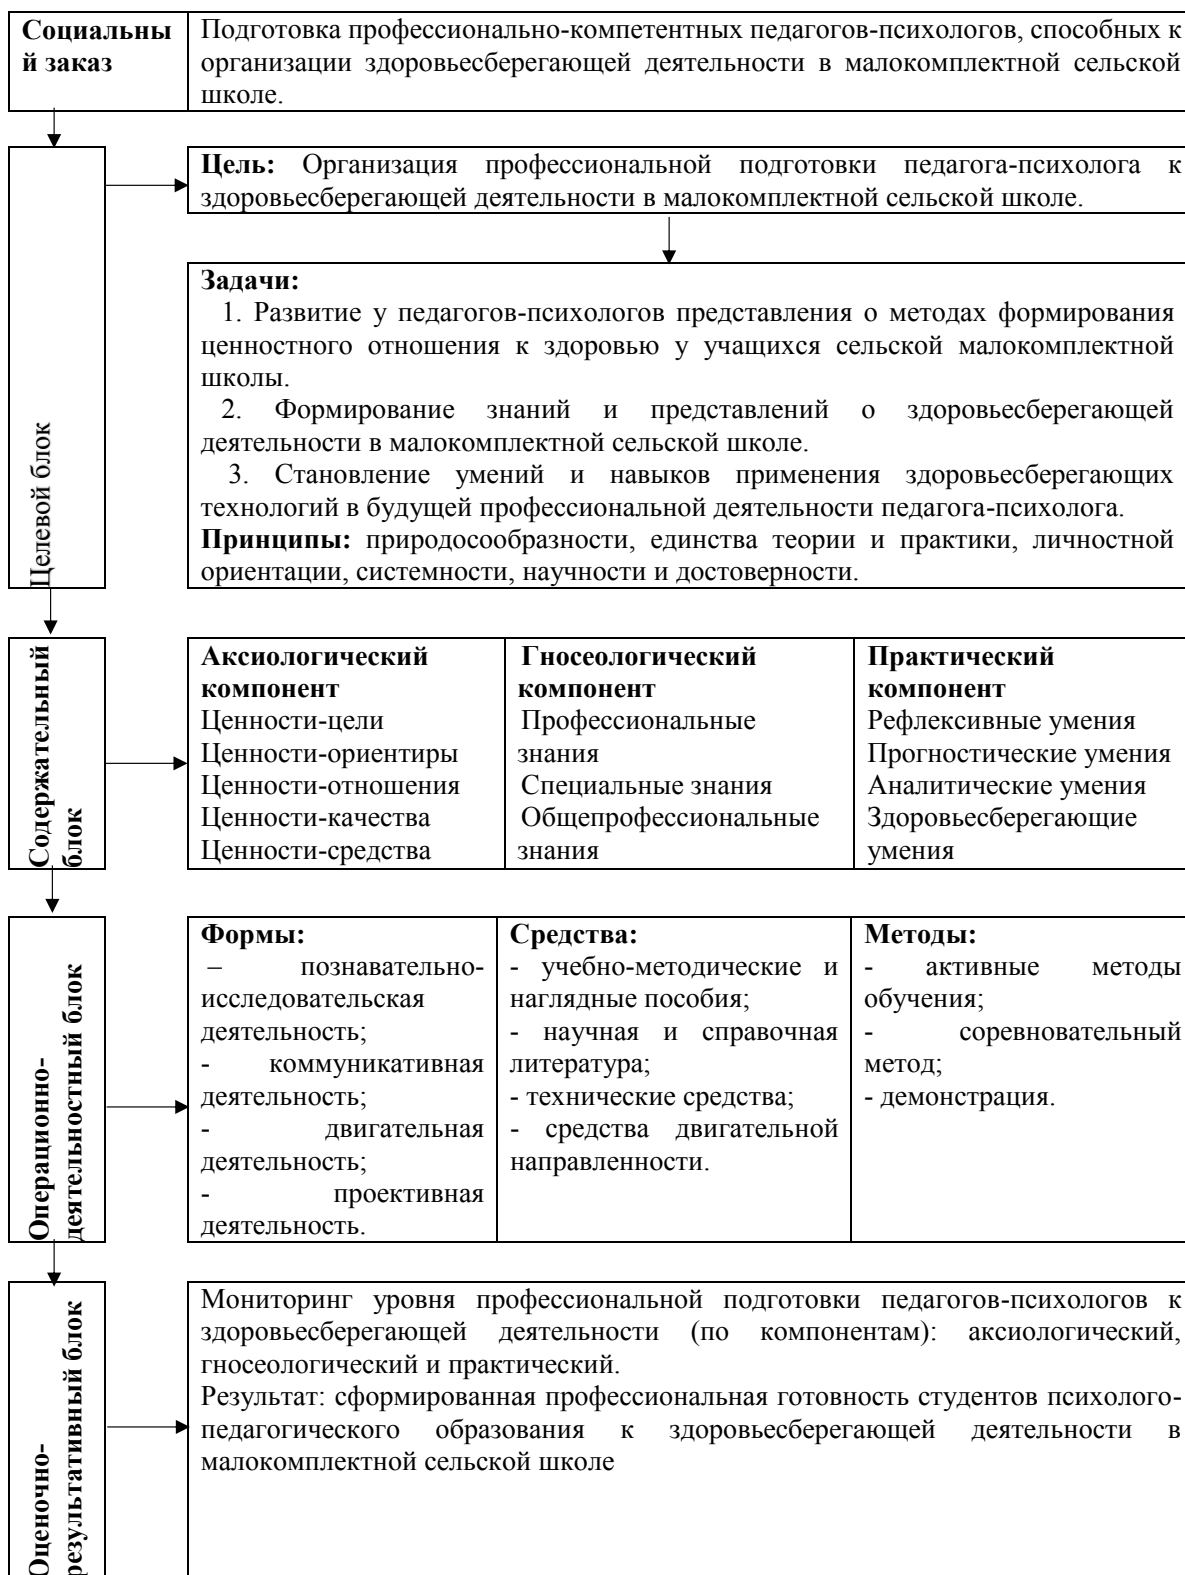 Социальны
й заказ
Подготовка профессионально-компетентных педагогов-психологов, способных к
организации здоровьесберегающей деятельности в малокомплектной сельской
школе.
Целевой блок
Цель: Организация профессиональной подготовки педагога-психолога к
здоровьесберегающей деятельности в малокомплектной сельской школе.
Задачи:
1. Развитие у педагогов-психологов представления о методах формирования
ценностного отношения к здоровью у учащихся сельской малокомплектной
школы.
2. Формирование знаний и представлений о здоровьесберегающей
деятельности в малокомплектной сельской школе.
3. Становление умений и навыков применения здоровьесберегающих
технологий в будущей профессиональной деятельности педагога-психолога.
Принципы: природосообразности, единства теории и практики, личностной
ориентации, системности, научности и достоверности.
Содержательный
блок
Аксиологический
компонент
Ценности-цели
Ценности-ориентиры
Ценности-отношения
Ценности-качества
Ценности-средства
Гносеологический
компонент
Профессиональные
знания
Специальные знания
Общепрофессиональные
знания
Практический
компонент
Рефлексивные умения
Прогностические умения
Аналитические умения
Здоровьесберегающие
умения
Операционно-
деятельностный блок
Формы:
– познавательно-
исследовательская
деятельность;
- коммуникативная
деятельность;
- двигательная
деятельность;
- проективная
деятельность.
Средства:
- учебно-методические и
наглядные пособия;
- научная и справочная
литература;
- технические средства;
- средства двигательной
направленности.
Методы:
- активные методы
обучения;
- соревновательный
метод;
- демонстрация.
Оценочно-
результативный блок
Мониторинг уровня профессиональной подготовки педагогов-психологов к
здоровьесберегающей деятельности (по компонентам): аксиологический,
гносеологический и практический.
Результат: сформированная профессиональная готовность студентов психолого-
педагогического образования к здоровьесберегающей деятельности в
малокомплектной сельской школе